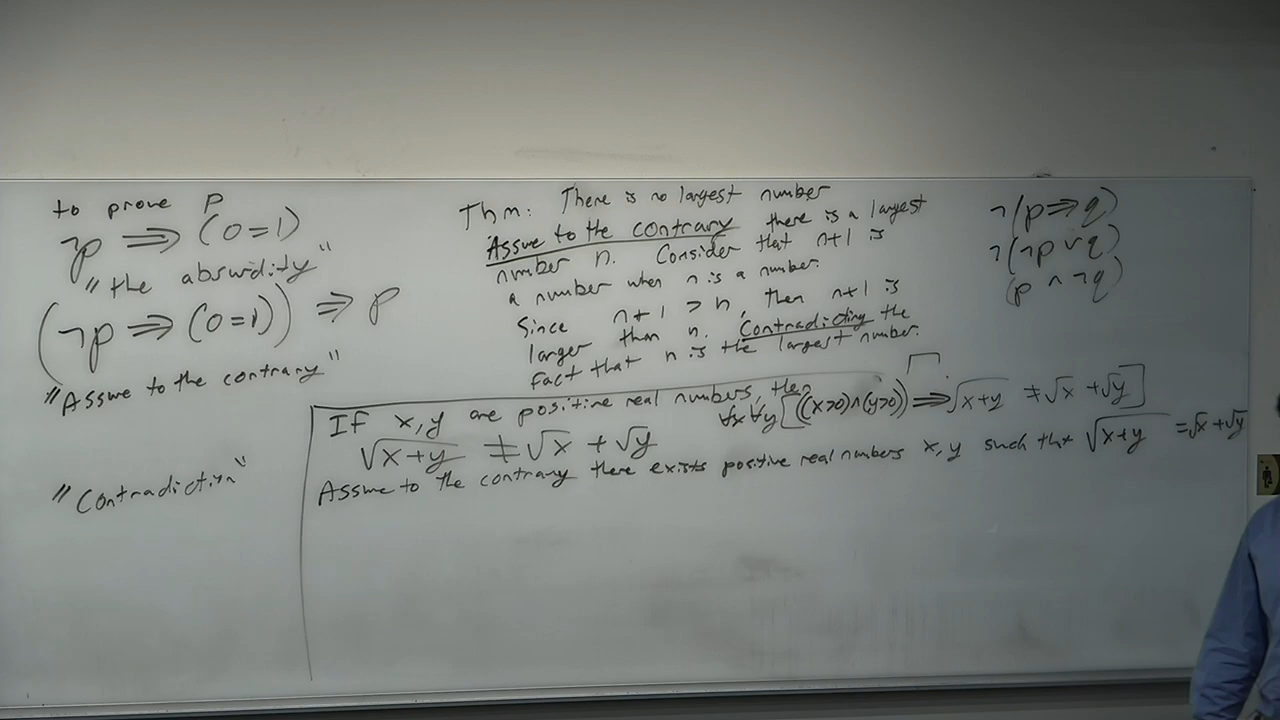 to prove P
¬p ⟹ (0=1)
"the absurdity"
(¬p ⟹ (0=1)) ⟹ p
"Assume to the contrary"
"Contradiction"
Thm: There is no largest number
Assume to the contrary there is a largest
number n. Consider that n+1 is
a number when n is a number.
Since n+1 > n, then n+1 is
larger than n. Contradicting the
fact that n is the largest number.
¬(p ⟹ q)
¬(¬p ∨ q)
(p ∧ ¬q)
If x,y are positive real numbers, then
√x+y ≠ √x + √y
∀x ∀y [((x>0)∧(y>0)) ⟹ √x+y ≠ √x + √y]
Assume to the contrary there exists positive real numbers x,y such that √x+y = √x + √y